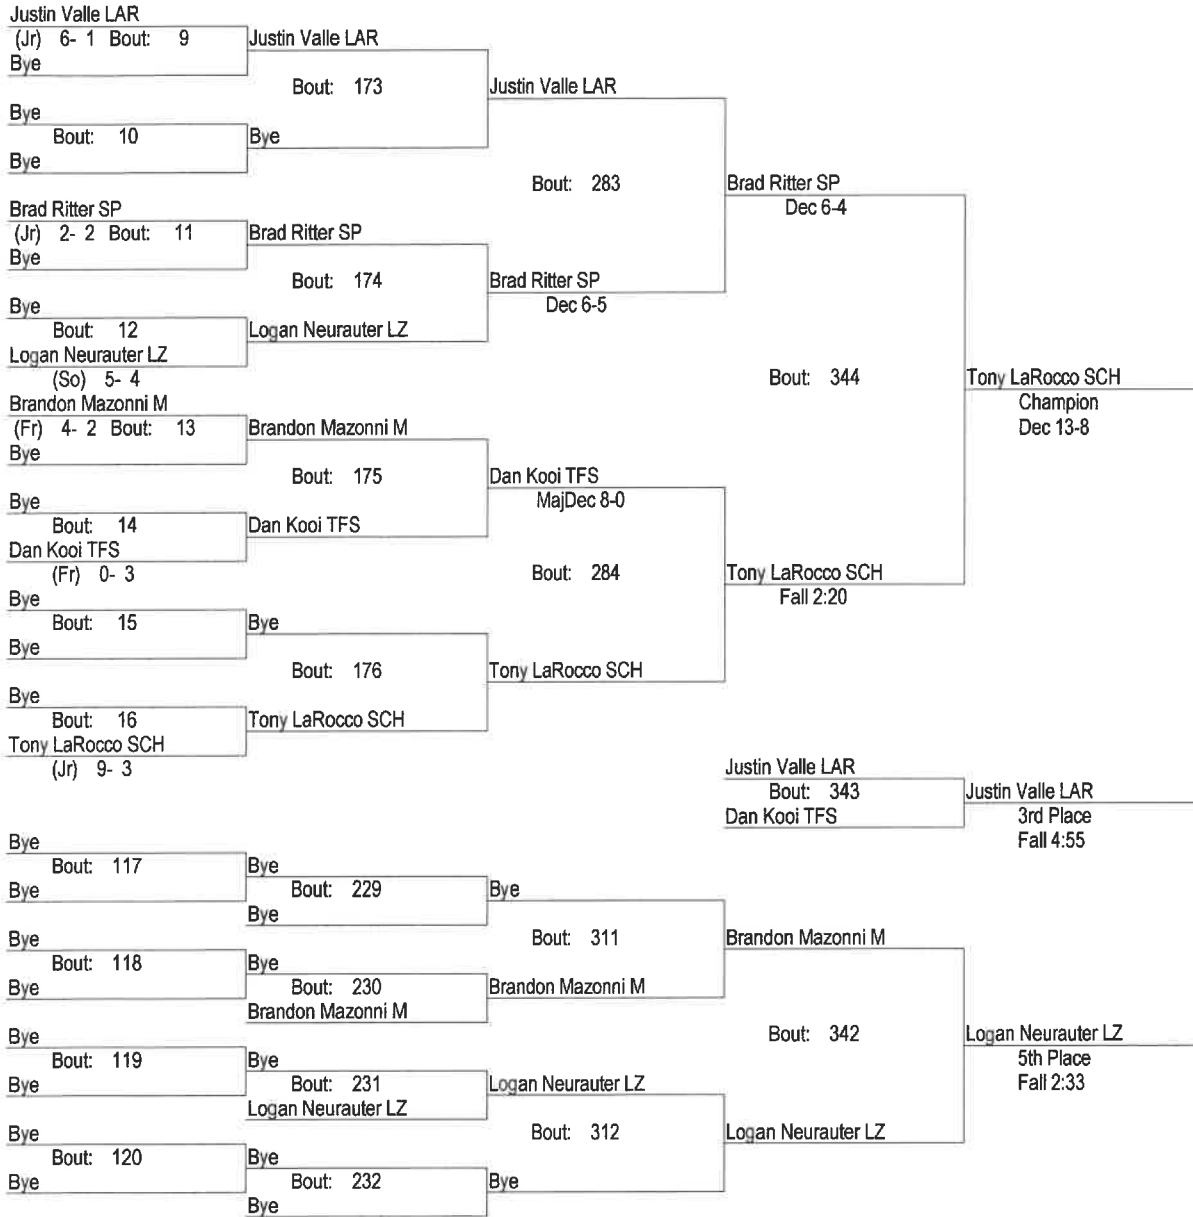 Justin Valle LAR
(Jr) 6- 1 Bout: 9
Bye
Justin Valle LAR
Bout: 173
Justin Valle LAR
Bye
Bout: 10
Bye
Bye
Bout: 283
Brad Ritter SP
Dec 6-4
Brad Ritter SP
(Jr) 2- 2 Bout: 11
Bye
Brad Ritter SP
Bout: 174
Brad Ritter SP
Dec 6-5
Bye
Bout: 12
Logan Neurauter LZ
(So) 5- 4
Logan Neurauter LZ
Bout: 344
Tony LaRocco SCH
Champion
Dec 13-8
Brandon Mazonni M
(Fr) 4- 2 Bout: 13
Bye
Brandon Mazonni M
Bout: 175
Dan Kooi TFS
MajDec 8-0
Bye
Bout: 14
Dan Kooi TFS
(Fr) 0- 3
Dan Kooi TFS
Bout: 284
Tony LaRocco SCH
Fall 2:20
Bye
Bout: 15
Bye
Bye
Bout: 176
Tony LaRocco SCH
Bye
Bout: 16
Tony LaRocco SCH
(Jr) 9- 3
Tony LaRocco SCH
Justin Valle LAR
Bout: 343
Dan Kooi TFS
Justin Valle LAR
3rd Place
Fall 4:55
Bye
Bout: 117
Bye
Bye
Bout: 229
Bye
Bye
Bout: 311
Brandon Mazonni M
Bye
Bout: 118
Bye
Bye
Bout: 230
Brandon Mazonni M
Brandon Mazonni M
Bout: 342
Logan Neurauter LZ
5th Place
Fall 2:33
Bye
Bout: 119
Bye
Bye
Bout: 231
Logan Neurauter LZ
Logan Neurauter LZ
Bout: 312
Logan Neurauter LZ
Bye
Bout: 120
Bye
Bye
Bout: 232
Bye
Bye